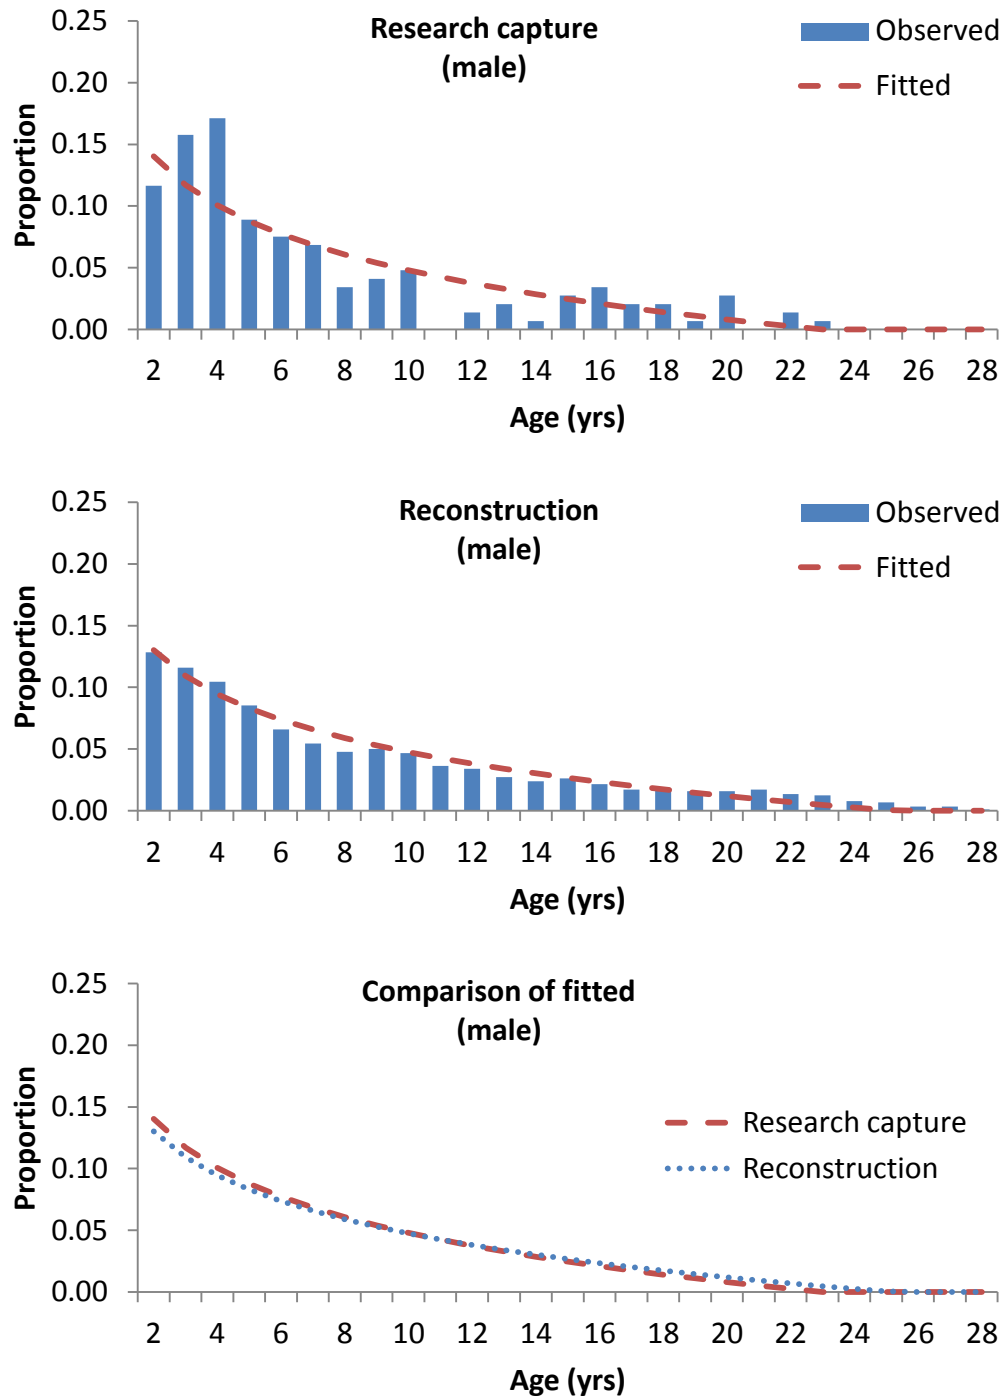 Research capture
(male)
Observed
Fitted
0.25
0.20
0.15
0.10
0.05
0.00
Proportion
2 4 6 8 10 12 14 16 18 20 22 24 26 28
Age (yrs)
Reconstruction
(male)
Observed
Fitted
0.25
0.20
0.15
0.10
0.05
0.00
Proportion
2 4 6 8 10 12 14 16 18 20 22 24 26 28
Age (yrs)
Comparison of fitted
(male)
Research capture
Reconstruction
0.25
0.20
0.15
0.10
0.05
0.00
Proportion
2 4 6 8 10 12 14 16 18 20 22 24 26 28
Age (yrs)